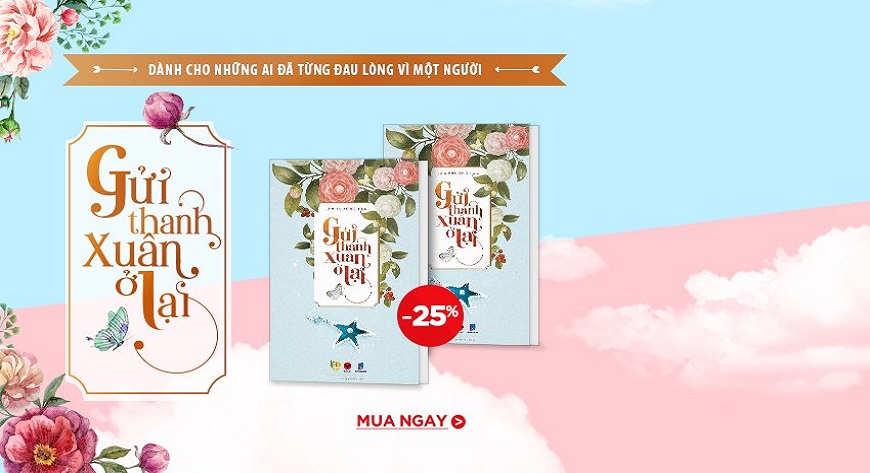 DÀNH CHO NHỮNG AI ĐÃ TỪNG ĐAU LÒNG VÌ MỘT NGƯỜI
Gửi
thanh
Xuân
ở
lại
Gửi
thanh
Xuân
ở lại
Gửi
thanh
Xuân
ở lại
-25%
MUA NGAY